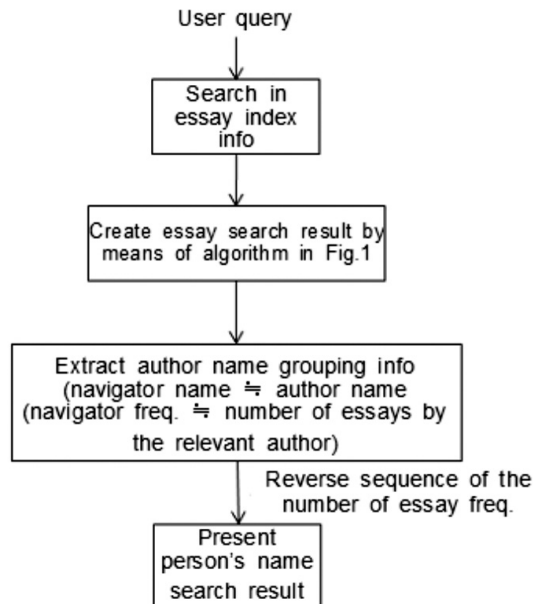 User query
Search in
essay index
info
Create essay search result by
means of algorithm in Fig.1
Extract author name grouping info
(navigator name ≒ author name
(navigator freq. ≒ number of essays by
the relevant author)
Reverse sequence of the
number of essay freq.
Present
person's name
search result